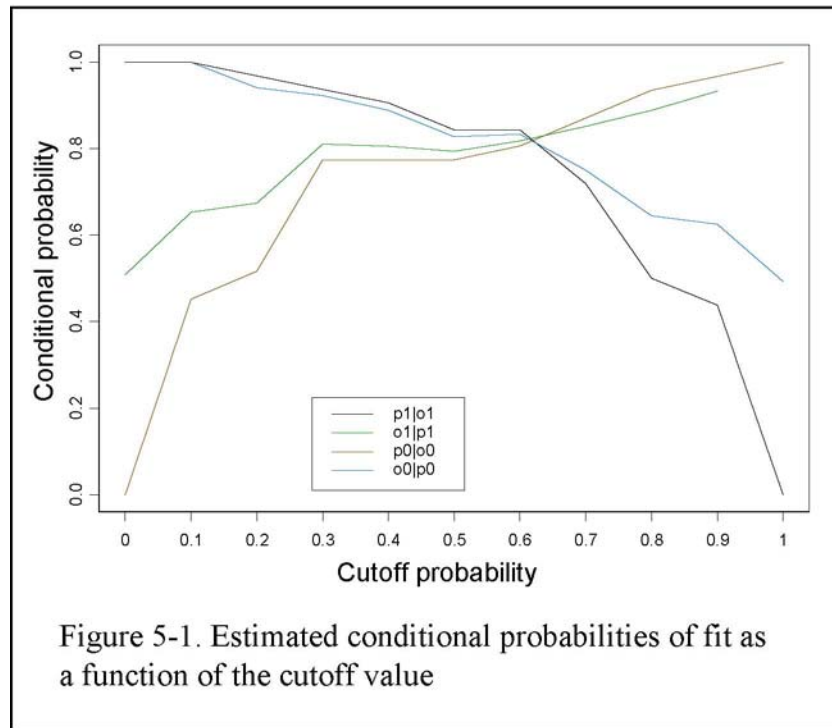 Conditional probability
1.0
0.8
0.6
0.4
0.2
0.0
p1|o1
o1|p1
p0|o0
o0|p0
0 0.1 0.2 0.3 0.4 0.5 0.6 0.7 0.8 0.9 1
Cutoff probability
Figure 5-1. Estimated conditional probabilities of fit as
a function of the cutoff value